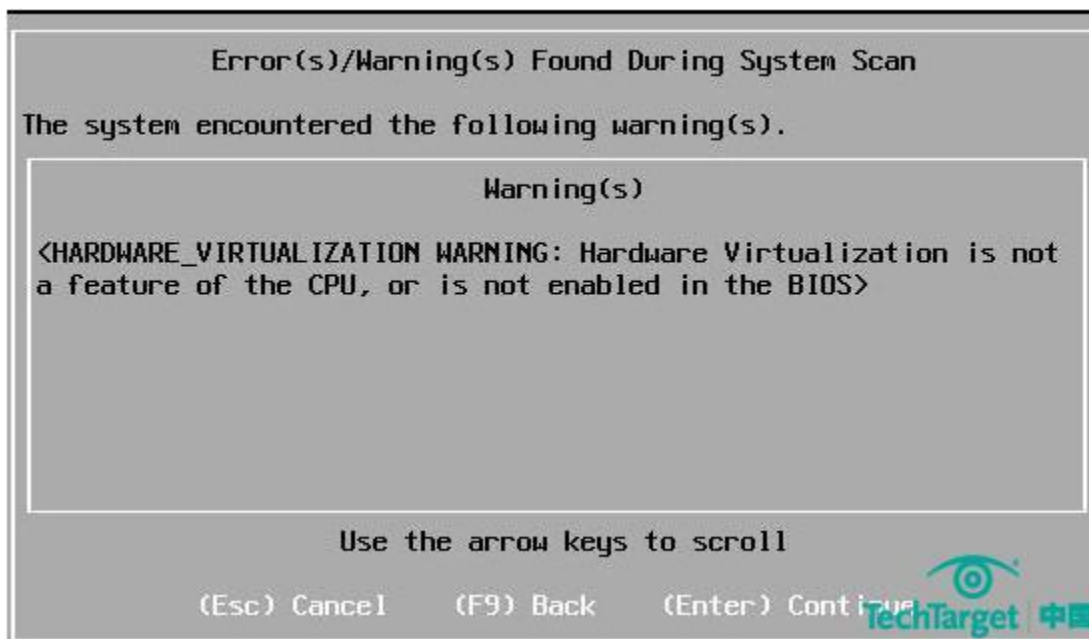 Error(s)/Warning(s) Found During System Scan
The system encountered the following warning(s).
Warning(s)
<HARDWARE_VIRTUALIZATION WARNING: Hardware Virtualization is not
a feature of the CPU, or is not enabled in the BIOS>
Use the arrow keys to scroll
(Esc) Cancel (F9) Back (Enter) Continue
TechTarget 中国